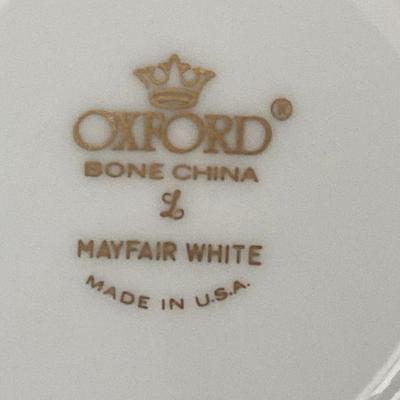 OXFORD®
BONE CHINA
L
MAYFAIR WHITE
MADE IN U.S.A.